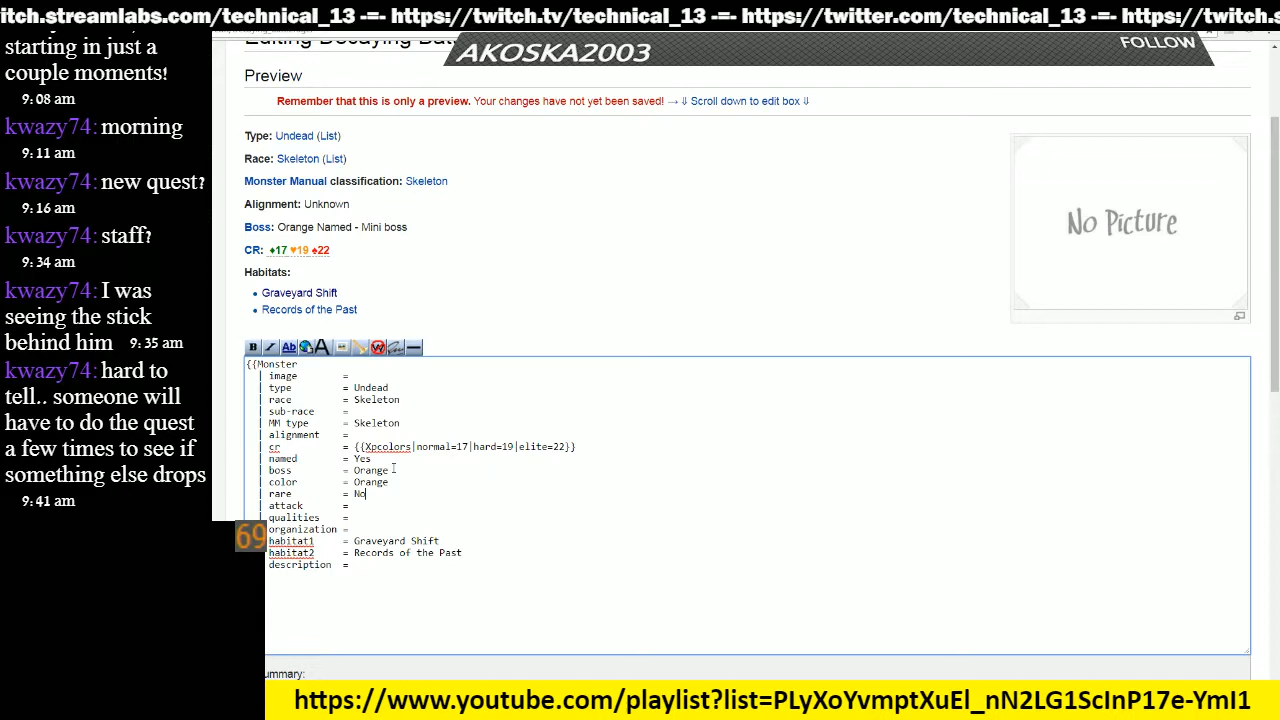 itch.streamlabs.com/technical_13 -=- https://twitch.tv/technical_13 -=- https://twitter.com/technical_13 -=- https://twitch.s
starting in just a
couple moments!
9:08 am
kwazy74: morning
9:11 am
kwazy74: new quest?
9:16 am
kwazy74: staff?
9:34 am
kwazy74: I was
seeing the stick
behind him 9:35 am
kwazy74: hard to
tell.. someone will
have to do the quest
a few times to see if
something else drops
9:41 am
AKOSKA2003
FOLLOW
Preview
Remember that this is only a preview. Your changes have not yet been saved! → ⇓ Scroll down to edit box ⇓
Type: Undead (List)
Race: Skeleton (List)
Monster Manual classification: Skeleton
Alignment: Unknown
Boss: Orange Named - Mini boss
CR: ♦17 ♥19 ♠22
Habitats:
• Graveyard Shift
• Records of the Past
No Picture
{{Monster
| image =
| type = Undead
| race = Skeleton
| sub-race =
| MM type = Skeleton
| alignment =
| cr = {{Xpcolors|normal=17|hard=19|elite=22}}
| named = Yes
| boss = Orange
| color = Orange
| rare = No
| attack =
| qualities =
organization =
habitat1 = Graveyard Shift
habitat2 = Records of the Past
description =
69
ummary:
https://www.youtube.com/playlist?list=PLyXoYvmptXuEl_nN2LG1ScInP17e-YmI1